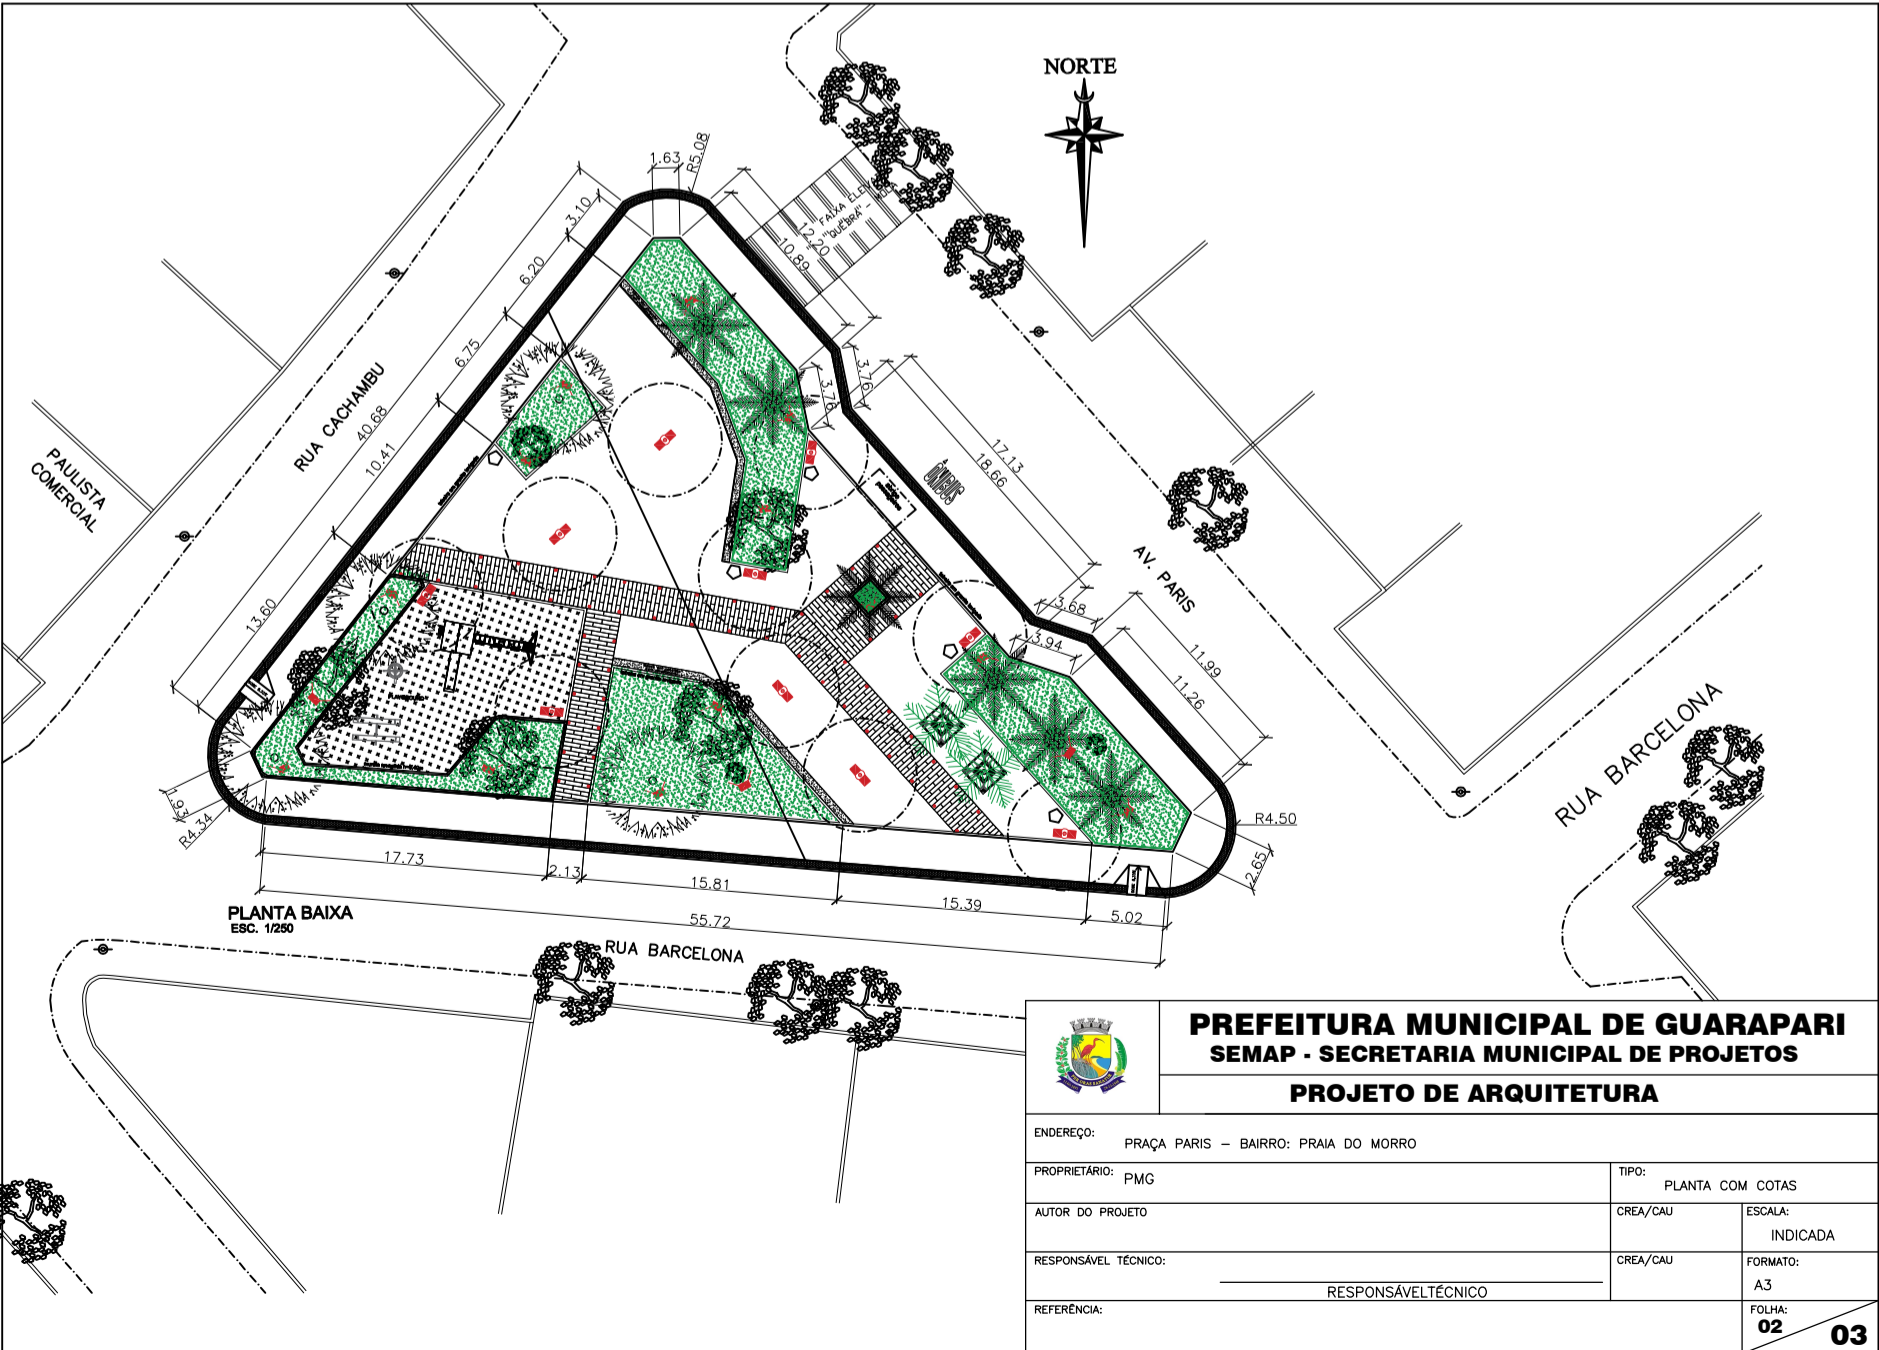 NORTE
1.63
R5.08
3.10
6.20
6.75
40.68
10.41
13.60
RUA CACHAMBU
PAULISTA
COMERCIAL
FAIXA ELEVADA
"QUEBRA" - MOLA
12.20
10.89
3.76
3.76
ÔNIBUS
17.13
18.66
AV. PARIS
3.68
3.94
11.99
11.26
RUA BARCELONA
R4.50
2.65
1.93
R4.34
17.73
2.13
15.81
15.39
5.02
55.72
PLANTA BAIXA
ESC. 1/250
RUA BARCELONA
PREFEITURA MUNICIPAL DE GUARAPARI
SEMAP - SECRETARIA MUNICIPAL DE PROJETOS
PROJETO DE ARQUITETURA
ENDEREÇO:
PRAÇA PARIS – BAIRRO: PRAIA DO MORRO
PROPRIETÁRIO: PMG
TIPO:
PLANTA COM COTAS
AUTOR DO PROJETO
CREA/CAU
ESCALA:
INDICADA
RESPONSÁVEL TÉCNICO:
RESPONSÁVELTÉCNICO
CREA/CAU
FORMATO:
A3
REFERÊNCIA:
FOLHA:
02
03